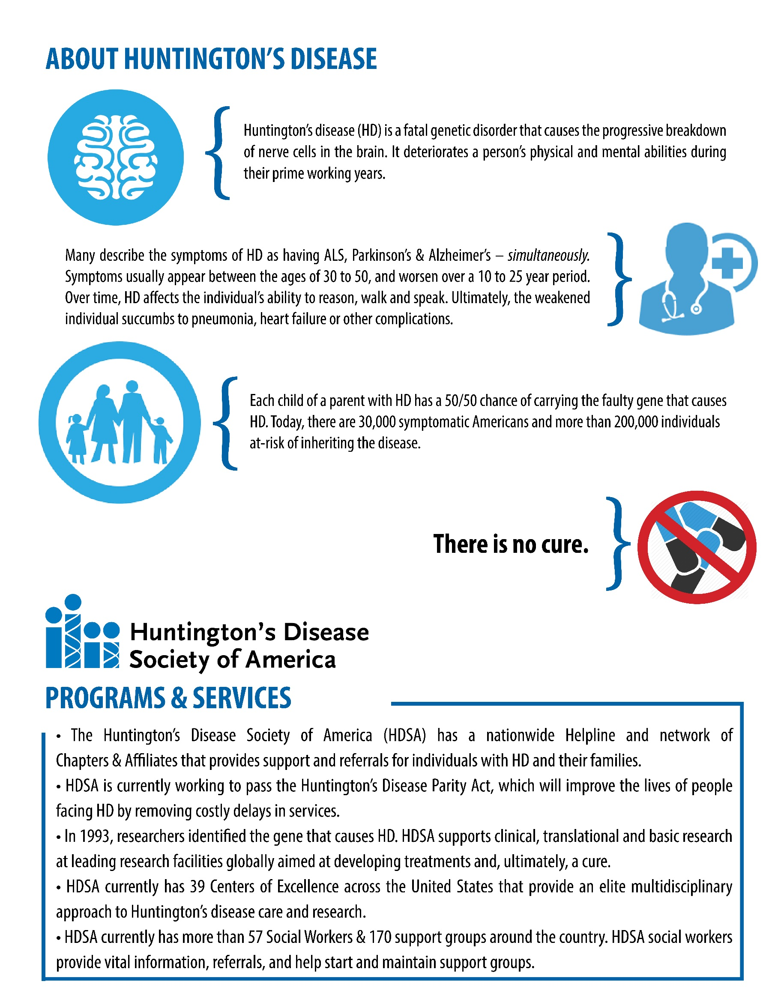 ABOUT HUNTINGTON’S DISEASE
Huntington’s disease (HD) is a fatal genetic disorder that causes the progressive breakdown
of nerve cells in the brain. It deteriorates a person’s physical and mental abilities during
their prime working years.
Many describe the symptoms of HD as having ALS, Parkinson’s & Alzheimer’s – simultaneously.
Symptoms usually appear between the ages of 30 to 50, and worsen over a 10 to 25 year period.
Over time, HD affects the individual’s ability to reason, walk and speak. Ultimately, the weakened
individual succumbs to pneumonia, heart failure or other complications.
Each child of a parent with HD has a 50/50 chance of carrying the faulty gene that causes
HD. Today, there are 30,000 symptomatic Americans and more than 200,000 individuals
at-risk of inheriting the disease.
There is no cure.
Huntington’s Disease
Society of America
PROGRAMS & SERVICES
• The Huntington’s Disease Society of America (HDSA) has a nationwide Helpline and network of
Chapters & Affiliates that provides support and referrals for individuals with HD and their families.
• HDSA is currently working to pass the Huntington’s Disease Parity Act, which will improve the lives of people
facing HD by removing costly delays in services.
• In 1993, researchers identified the gene that causes HD. HDSA supports clinical, translational and basic research
at leading research facilities globally aimed at developing treatments and, ultimately, a cure.
• HDSA currently has 39 Centers of Excellence across the United States that provide an elite multidisciplinary
approach to Huntington’s disease care and research.
• HDSA currently has more than 57 Social Workers & 170 support groups around the country. HDSA social workers
provide vital information, referrals, and help start and maintain support groups.